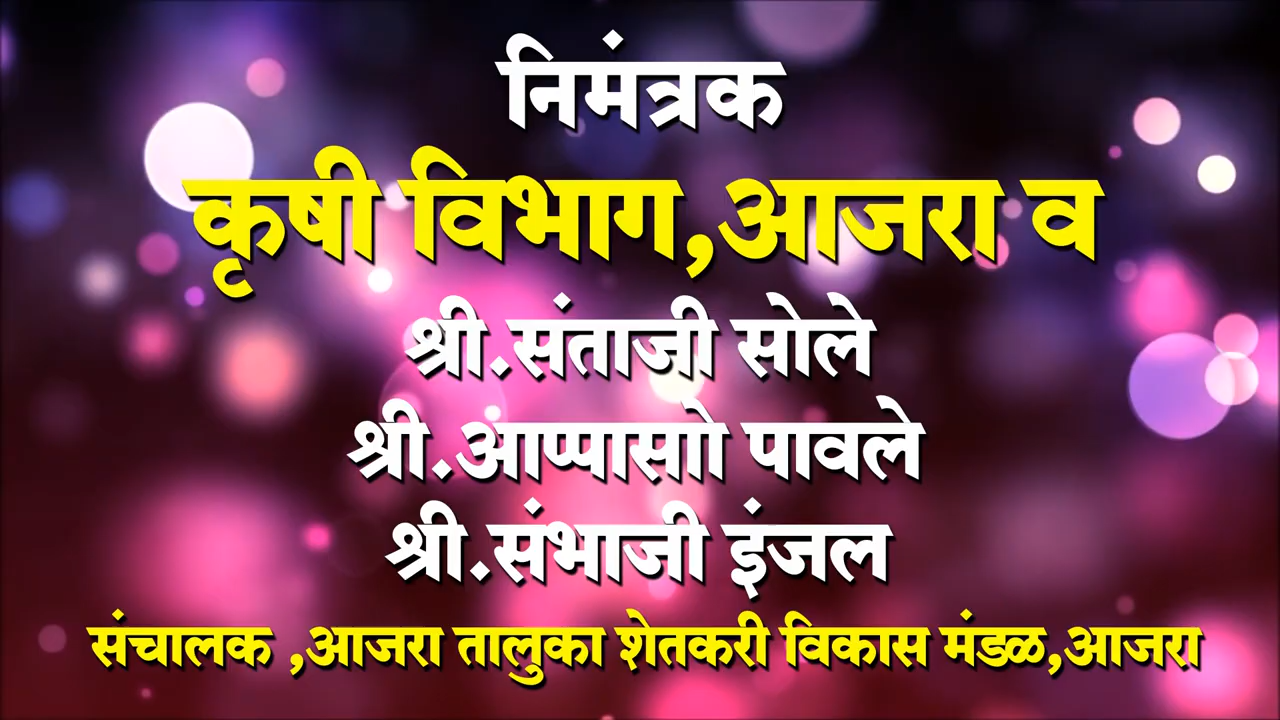 निमंत्रक
कृषी विभाग,आजरा व
श्री.संताजी सोले
श्री.आप्पासाो पावले
श्री.संभाजी इंजल
संचालक ,आजरा तालुका शेतकरी विकास मंडळ,आजरा